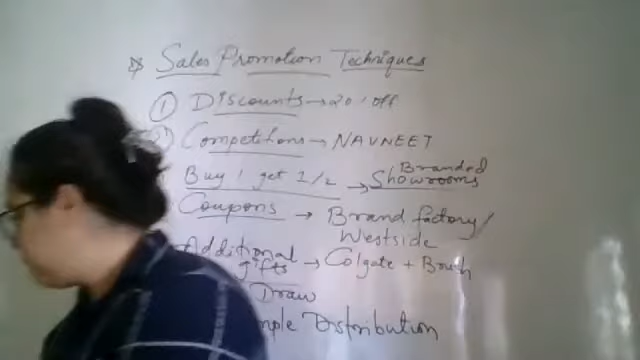 Sales Promotion Techniques
① Discounts → 20% off
Competitions → NAVNEET
Buy 1 get 1/2 → Branded Showrooms
Coupons → Brand factory/
Westside
Additional
gifts → Colgate + Brush
Draw
mple Distribution